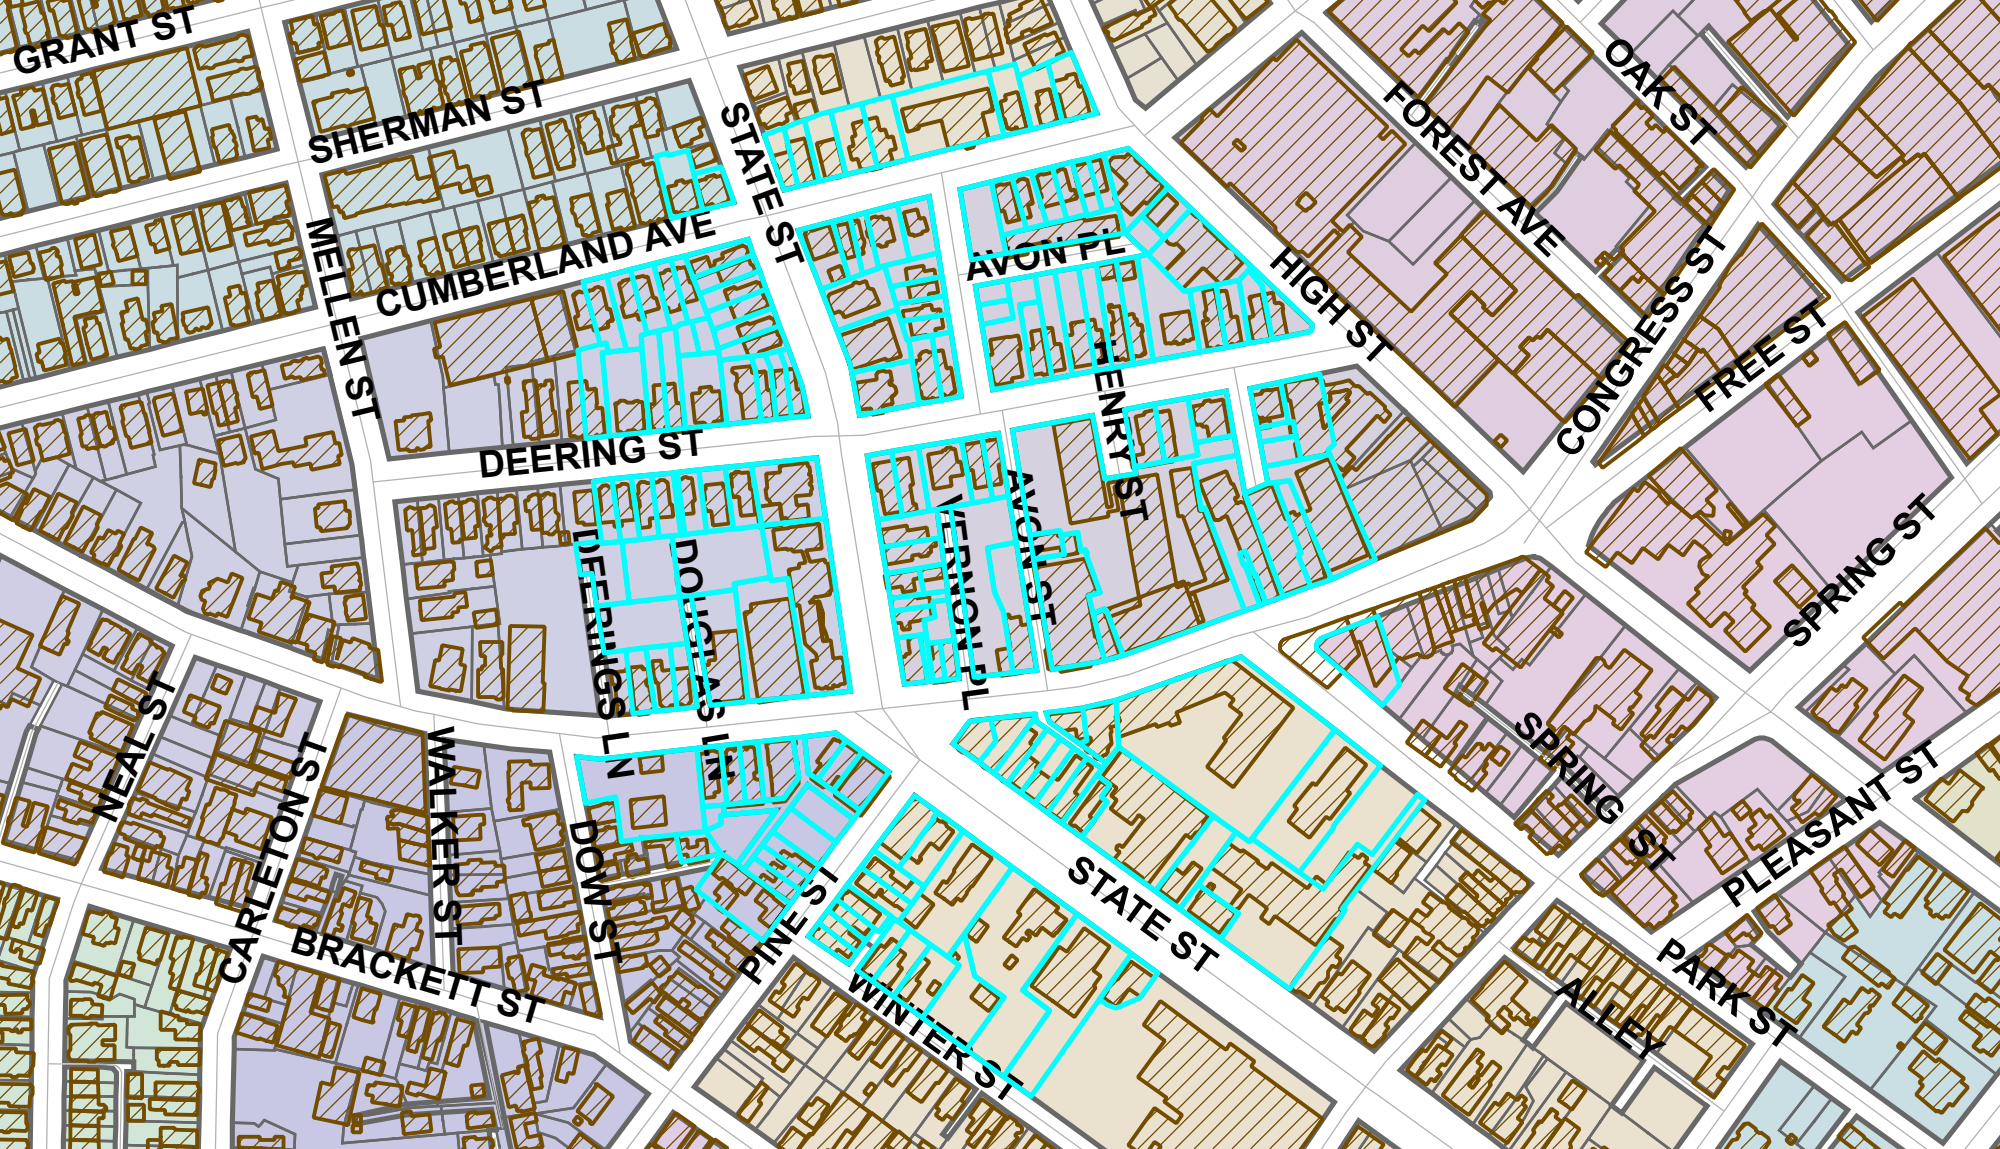 GRANT ST
SHERMAN ST
STATE ST
OAK ST
FOREST AVE
MELLEN ST
CUMBERLAND AVE
AVON PL
HIGH ST
CONGRESS ST
FREE ST
HENRY ST
DEERING ST
SPRING ST
DEERINGS LN
DOUGLAS LN
VERNON PL
AVON ST
NEAL ST
CARLETON ST
WALKER ST
DOW ST
SPRING ST
PLEASANT ST
STATE ST
PINE ST
BRACKETT ST
WINTER ST
ALLEY
PARK ST